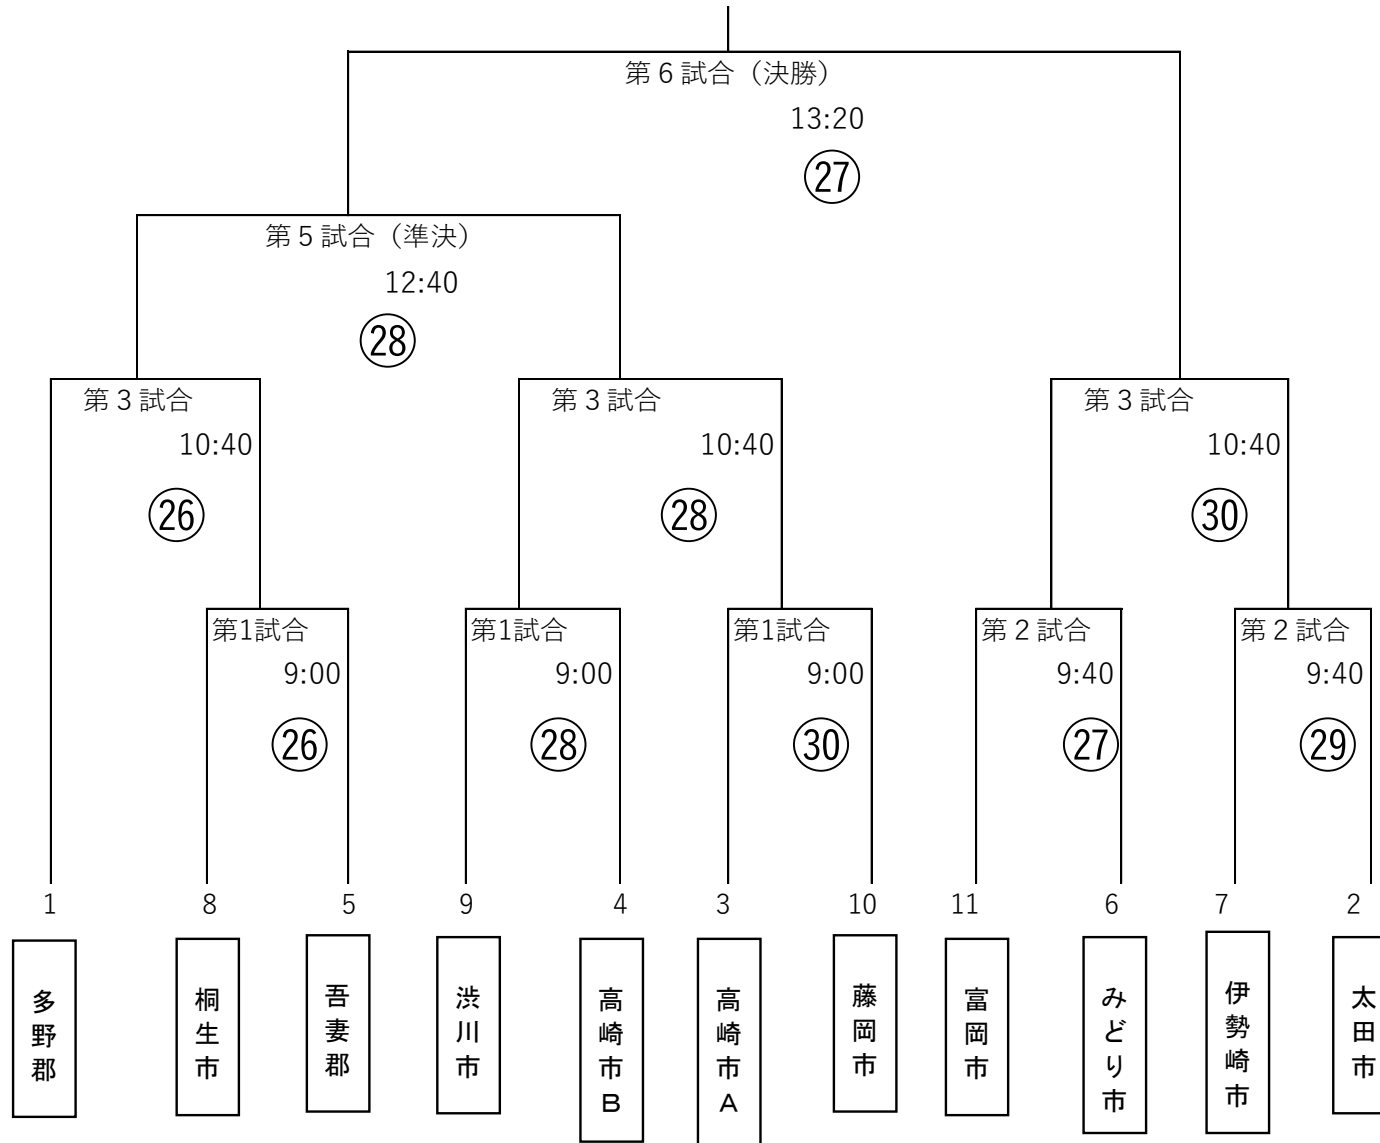 第６試合（決勝）
13:20
㉗
第５試合（準決）
12:40
㉘
第３試合
10:40
㉖
第３試合
10:40
㉘
第３試合
10:40
㉚
第1試合
9:00
㉖
第1試合
9:00
㉘
第1試合
9:00
㉚
第２試合
9:40
㉗
第２試合
9:40
㉙
1
8
5
9
4
3
10
11
6
7
2
多野郡
桐生市
吾妻郡
渋川市
高崎市Ｂ
高崎市Ａ
藤岡市
富岡市
みどり市
伊勢崎市
太田市